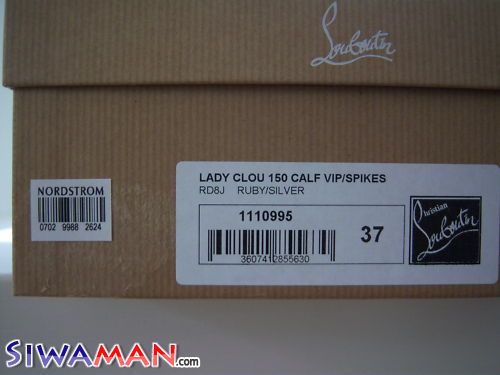 Louboutin
LADY CLOU 150 CALF VIP/SPIKES
RD8J RUBY/SILVER
1110995
37
3607412855630
Christian
Louboutin
NORDSTROM
0702 9988 2624
SIWAMAN.com